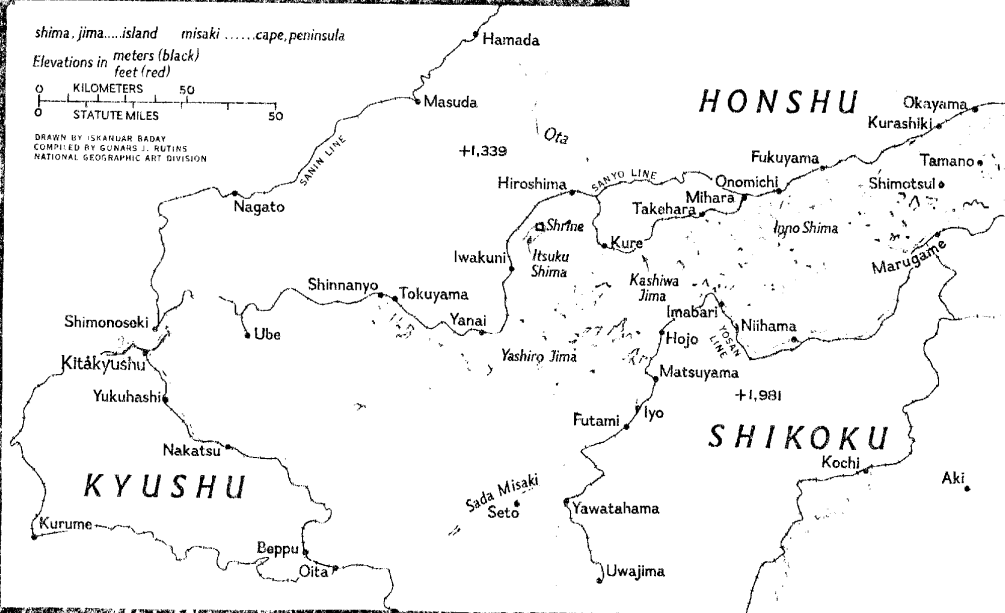 shima, jima.....island misaki ......cape, peninsula
Elevations in meters (black)
feet (red)
0 KILOMETERS 50
0 STATUTE MILES 50
DRAWN BY ISKANDAR BADAY
COMPILED BY GUNARS J. RUTINS
NATIONAL GEOGRAPHIC ART DIVISION
Hamada
Masuda
SANIN LINE
Nagato
+1,339
Ota
HONSHU
Okayama
Kurashiki
Tamano
Fukuyama
Shimotsui
Onomichi
Mihara
Takehara
SANYO LINE
Hiroshima
Shrine
Itsuku
Shima
Kure
Inno Shima
Marugame
Kashiwa
Jima
Iwakuni
Shinnanyo
Tokuyama
Yanai
Ube
Shimonoseki
Kitakyushu
Yashiro Jima
Imabari
Hojo
YOSAN
LINE
Niihama
Matsuyama
+1,981
Yukuhashi
Futami
Iyo
SHIKOKU
Nakatsu
Kochi
Aki
KYUSHU
Sada Misaki
Seto
Yawatahama
Kurume
Beppu
Oita
Uwajima